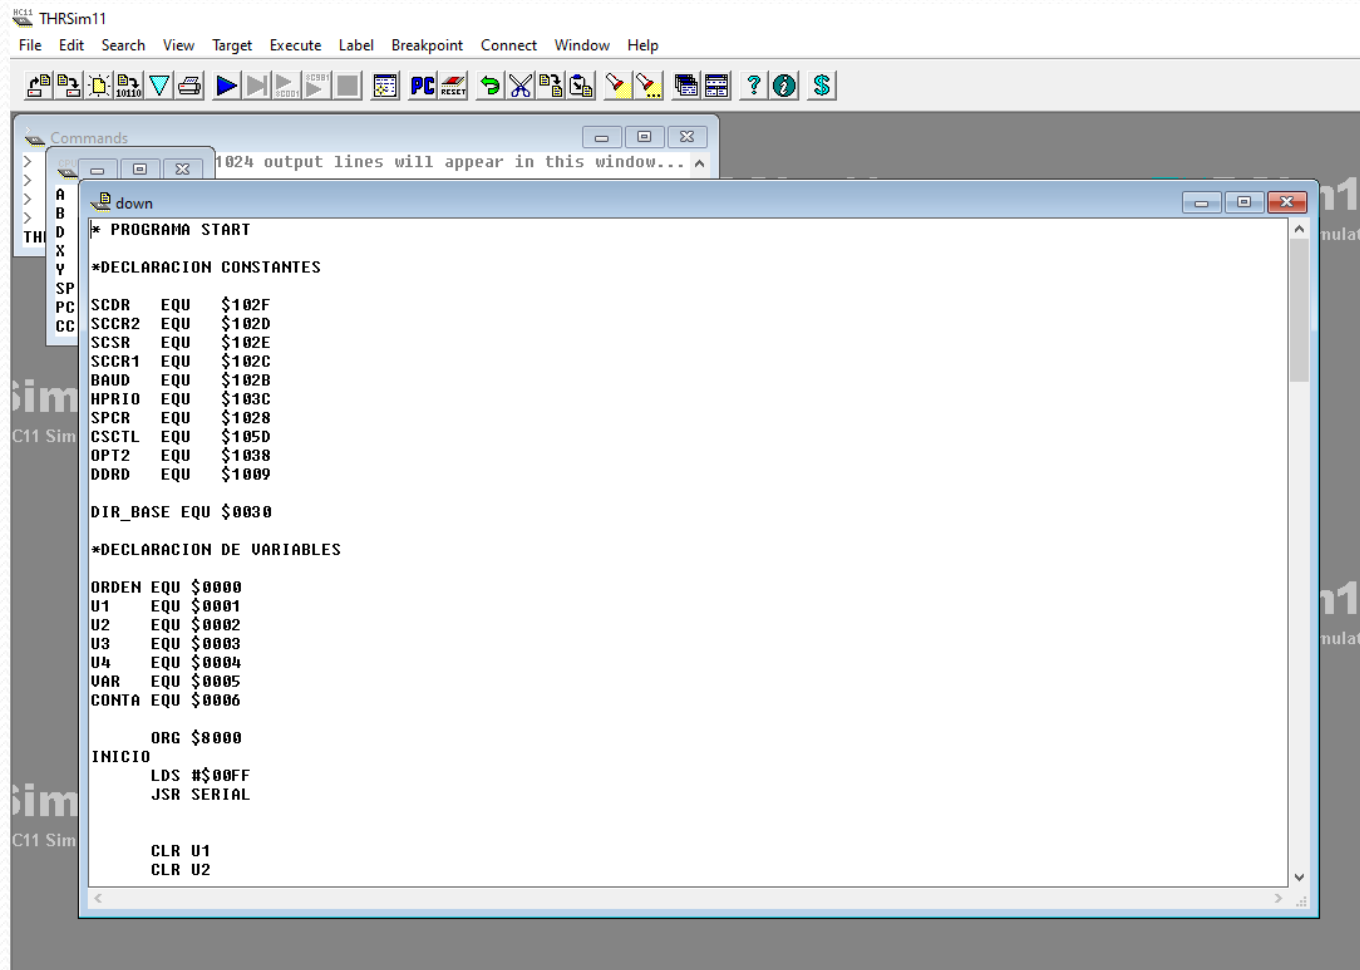 THRSim11
File Edit Search View Target Execute Label Breakpoint Connect Window Help
PC RESET
Commands
1024 output lines will appear in this window...
>
>
>
>
A
B
D
X
Y
SP
PC
CC
down
* PROGRAMA START
*DECLARACION CONSTANTES
SCDR EQU $102F
SCCR2 EQU $102D
SCSR EQU $102E
SCCR1 EQU $102C
BAUD EQU $102B
HPRIO EQU $103C
SPCR EQU $1028
CSCTL EQU $105D
OPT2 EQU $1038
DDRD EQU $1009
DIR_BASE EQU $0030
*DECLARACION DE VARIABLES
ORDEN EQU $0000
U1 EQU $0001
U2 EQU $0002
U3 EQU $0003
U4 EQU $0004
VAR EQU $0005
CONTA EQU $0006
ORG $8000
INICIO
LDS #$00FF
JSR SERIAL
CLR U1
CLR U2